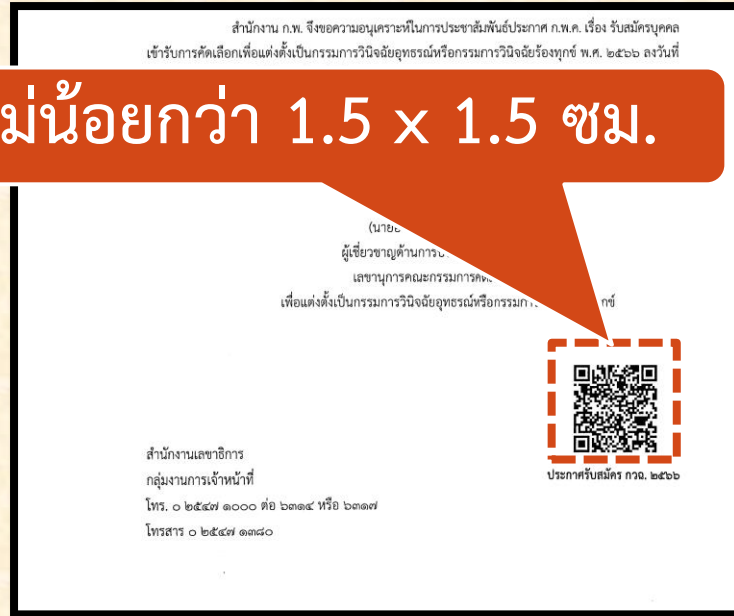 สำนักงาน ก.พ. จึงขอความอนุเคราะห์ในการประชาสัมพันธ์ประกาศ ก.พ.ค. เรื่อง รับสมัครบุคคล
เข้ารับการคัดเลือกเพื่อแต่งตั้งเป็นกรรมการวินิจฉัยอุทธรณ์หรือกรรมการวินิจฉัยร้องทุกข์ พ.ศ. ๒๕๖๖ ลงวันที่
ม่น้อยกว่า 1.5 x 1.5 ซม.
(นาย
ผู้เชี่ยวชาญด้านการ
เลขานุการคณะกรรมการ
เพื่อแต่งตั้งเป็นกรรมการวินิจฉัยอุทธรณ์หรือกรรม
สำนักงานเลขาธิการ
กลุ่มงานการเจ้าหน้าที่
โทร. ๐ ๒๕๔๗ ๑๐๐๐ ต่อ ๖๓๑๔ หรือ ๖๓๑๗
โทรสาร ๐ ๒๕๔๗ ๑๓๘๐
ประกาศรับสมัคร กวฉ. ๒๕๖๖